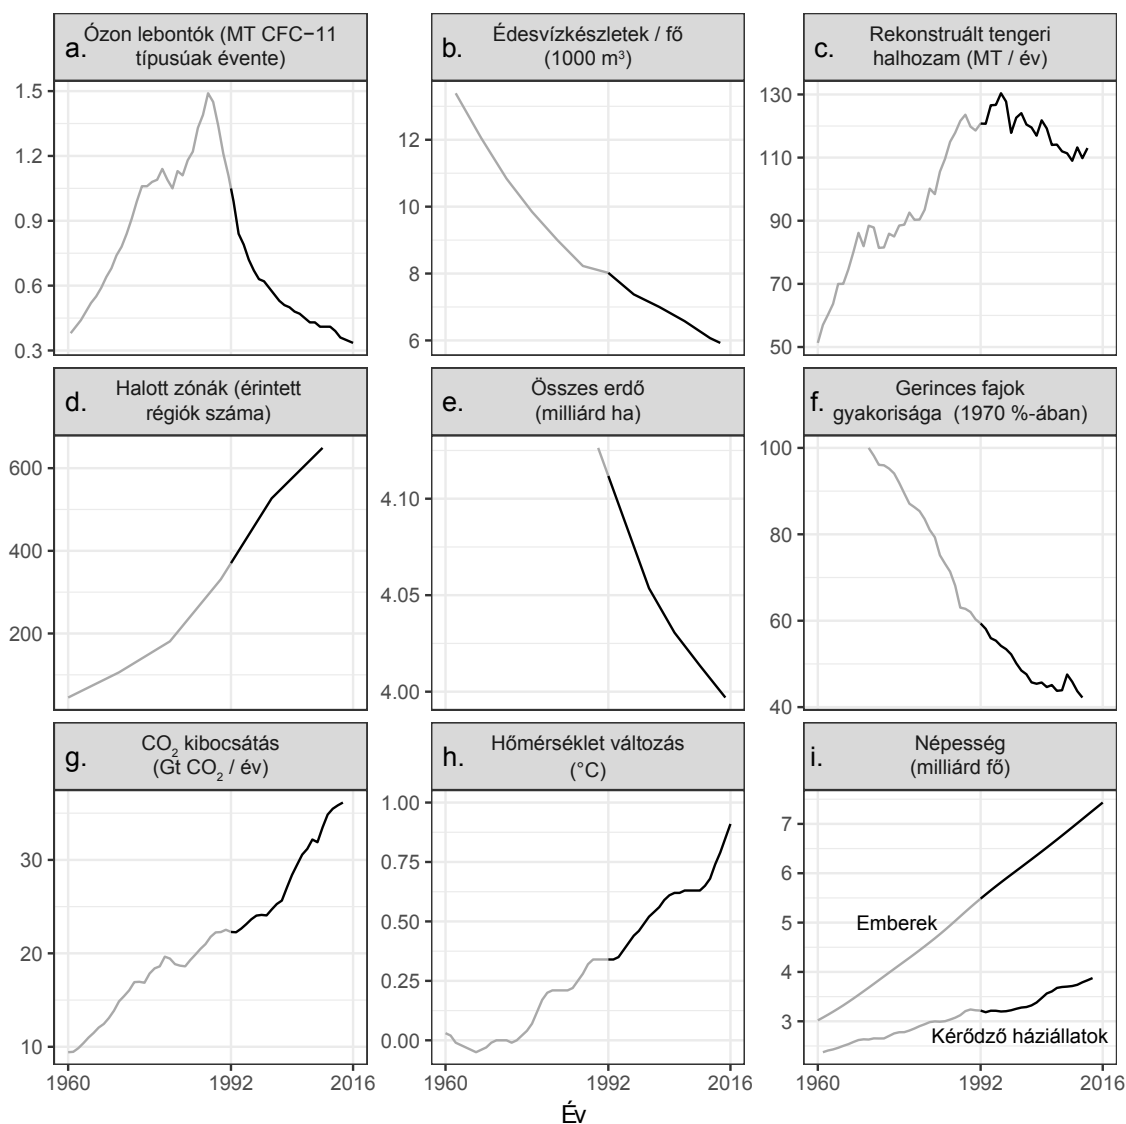 a.
Ózon lebontók (MT CFC−11
típusúak évente)
b.
Édesvízkészletek / fő
(1000 m³)
c.
Rekonstruált tengeri
halhozam (MT / év)
1.5
1.2
0.9
0.6
0.3
12
10
8
6
130
110
90
70
50
d.
Halott zónák (érintett
régiók száma)
e.
Összes erdő
(milliárd ha)
f.
Gerinces fajok
gyakorisága (1970 %-ában)
600
400
200
4.10
4.05
4.00
100
80
60
40
g.
CO₂ kibocsátás
(Gt CO₂ / év)
h.
Hőmérséklet változás
(°C)
i.
Népesség
(milliárd fő)
30
20
10
1.00
0.75
0.50
0.25
0.00
7
6
5
4
3
Emberek
Kérődző háziállatok
1960 1992 2016
1960 1992 2016
1960 1992 2016
Év